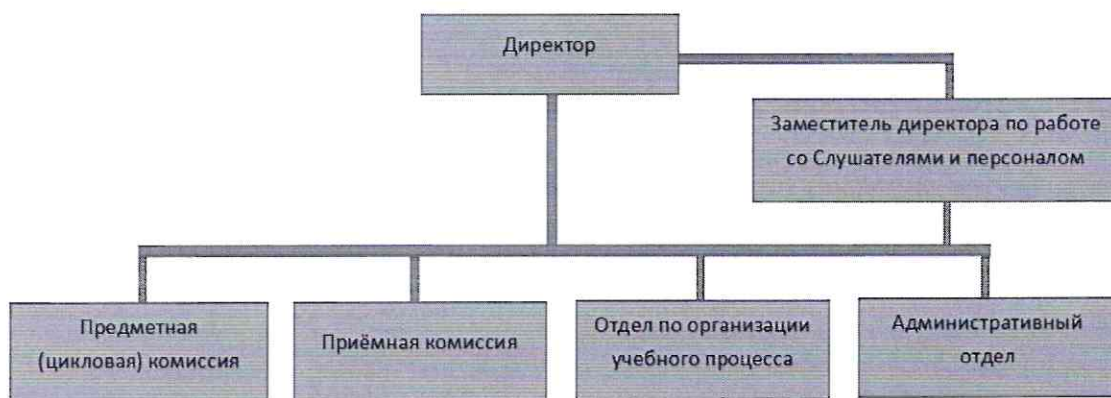 Директор
Заместитель директора по работе
со Слушателями и персоналом
Предметная
(цикловая) комиссия
Приёмная комиссия
Отдел по организации
учебного процесса
Административный
отдел